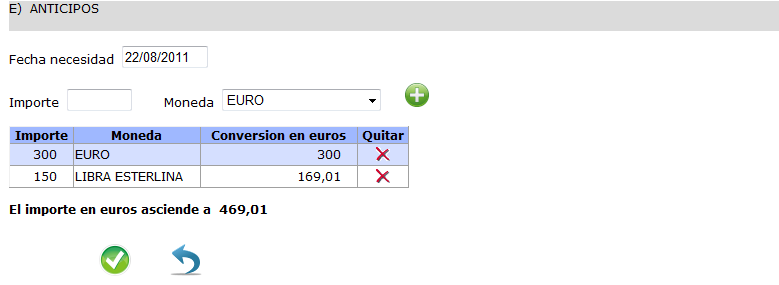 E) ANTICIPOS
Fecha necesidad 22/08/2011
Importe Moneda EURO
Importe Moneda Conversion en euros Quitar
300 EURO 300
150 LIBRA ESTERLINA 169,01
El importe en euros asciende a 469,01